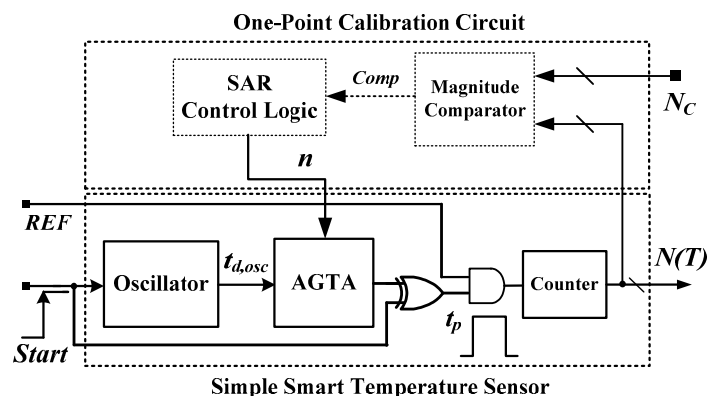 One-Point Calibration Circuit
SAR
Control Logic
Comp
Magnitude
Comparator
N_C
n
REF
Oscillator
t_{d,osc}
AGTA
Counter
N(T)
t_p
Start
Simple Smart Temperature Sensor